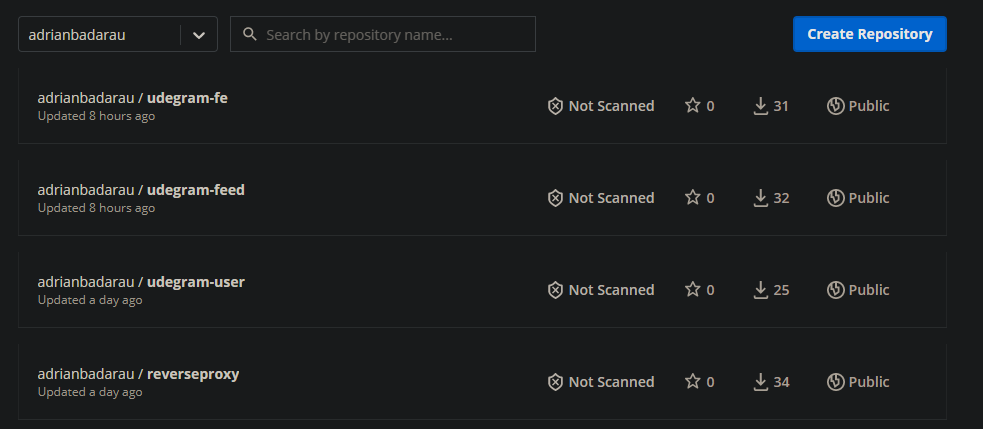 adrianbadarau
Search by repository name...
Create Repository
adrianbadarau / udegram-fe
Updated 8 hours ago
Not Scanned
0
31
Public
adrianbadarau / udegram-feed
Updated 8 hours ago
Not Scanned
0
32
Public
adrianbadarau / udegram-user
Updated a day ago
Not Scanned
0
25
Public
adrianbadarau / reverseproxy
Updated a day ago
Not Scanned
0
34
Public